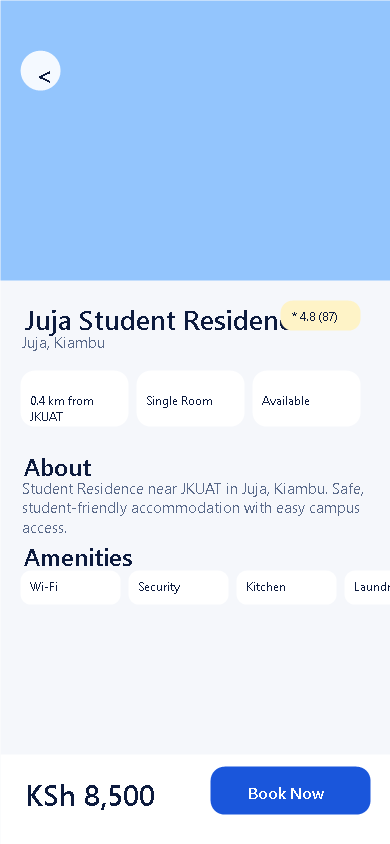 <
Juja Student Residenc
* 4.8 (87)
Juja, Kiambu
0.4 km from
JKUAT
Single Room
Available
About
Student Residence near JKUAT in Juja, Kiambu. Safe,
student-friendly accommodation with easy campus
access.
Amenities
Wi-Fi
Security
Kitchen
Laundr
KSh 8,500
Book Now